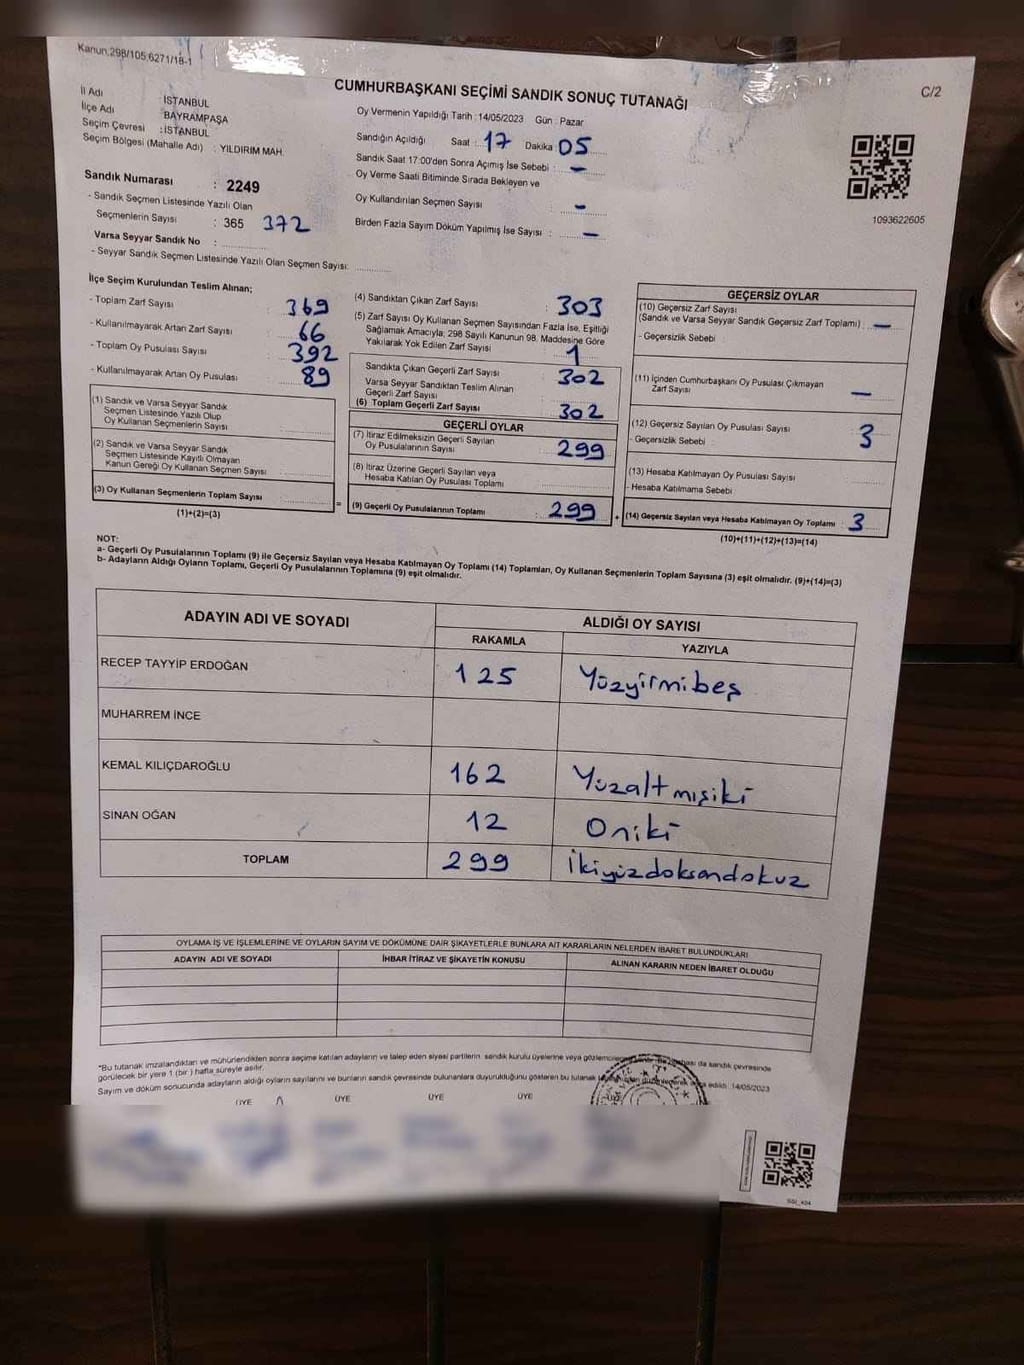 Kanun.298/105;6271/18-1
CUMHURBAŞKANI SEÇİMİ SANDIK SONUÇ TUTANAĞI
C/2
İl Adı : İSTANBUL
İlçe Adı BAYRAMPAŞA
Seçim Çevresi : İSTANBUL
Seçim Bölgesi (Mahalle Adı) : YILDIRIM MAH.
Sandık Numarası : 2249
- Sandık Seçmen Listesinde Yazılı Olan
Seçmenlerin Sayısı : 365 372
Varsa Seyyar Sandık No :
- Seyyar Sandık Seçmen Listesinde Yazılı Olan Seçmen Sayısı:
Oy Vermenin Yapıldığı Tarih : 14/05/2023 Gün : Pazar
Sandığın Açıldığı Saat 17 Dakika 05
Sandık Saat 17:00'den Sonra Açılmış İse Sebebi : -
Oy Verme Saati Bitiminde Sırada Bekleyen ve
Oy Kullandırılan Seçmen Sayısı -
Birden Fazla Sayım Döküm Yapılmış İse Sayısı : -
1093622605
İlçe Seçim Kurulundan Teslim Alınan;
- Toplam Zarf Sayısı : 369
- Kullanılmayarak Artan Zarf Sayısı : 66
- Toplam Oy Pusulası Sayısı : 392
- Kullanılmayarak Artan Oy Pusulası : 89
(1) Sandık ve Varsa Seyyar Sandık
Seçmen Listesinde Yazılı Olup
Oy Kullanan Seçmenlerin Sayısı :
(2) Sandık ve Varsa Seyyar Sandık
Seçmen Listesinde Kayıtlı Olmayan
Kanun Gereği Oy Kullanan Seçmen Sayısı :
(3) Oy Kullanan Seçmenlerin Toplam Sayısı :
(1)+(2)=(3)
=
(4) Sandıktan Çıkan Zarf Sayısı : 303
(5) Zarf Sayısı Oy Kullanan Seçmen Sayısından Fazla İse, Eşitliği
Sağlamak Amacıyla; 298 Sayılı Kanunun 98. Maddesine Göre
Yakılarak Yok Edilen Zarf Sayısı : 1
Sandıkta Çıkan Geçerli Zarf Sayısı : 302
Varsa Seyyar Sandıktan Teslim Alınan
Geçerli Zarf Sayısı :
(6) Toplam Geçerli Zarf Sayısı : 302
GEÇERLİ OYLAR
(7) İtiraz Edilmeksizin Geçerli Sayılan
Oy Pusulalarının Sayısı : 299
(8) İtiraz Üzerine Geçerli Sayılan veya
Hesaba Katılan Oy Pusulası Toplamı :
(9) Geçerli Oy Pusulalarının Toplamı : 299
+
GEÇERSİZ OYLAR
(10) Geçersiz Zarf Sayısı
(Sandık ve Varsa Seyyar Sandık Geçersiz Zarf Toplamı) : -
- Geçersizlik Sebebi :
(11) İçinden Cumhurbaşkanı Oy Pusulası Çıkmayan
Zarf Sayısı : -
(12) Geçersiz Sayılan Oy Pusulası Sayısı : 3
- Geçersizlik Sebebi :
(13) Hesaba Katılmayan Oy Pusulası Sayısı :
- Hesaba Katılmama Sebebi
(14) Geçersiz Sayılan veya Hesaba Katılmayan Oy Toplamı : 3
(10)+(11)+(12)+(13)=(14)
NOT:
a- Geçerli Oy Pusulalarının Toplamı (9) ile Geçersiz Sayılan veya Hesaba Katılmayan Oy Toplamı (14) Toplamları, Oy Kullanan Seçmenlerin Toplam Sayısına (3) eşit olmalıdır. (9)+(14)=(3)
b- Adayların Aldığı Oyların Toplamı, Geçerli Oy Pusulalarının Toplamına (9) eşit olmalıdır.
ADAYIN ADI VE SOYADI ALDIĞI OY SAYISI
RAKAMLA YAZIYLA
RECEP TAYYİP ERDOĞAN 125 Yüzyirmibeş
MUHARREM İNCE
KEMAL KILIÇDAROĞLU 162 Yüzaltmışiki
SİNAN OĞAN 12 Oniki
TOPLAM 299 İkiyüzdoksandokuz
OYLAMA İŞ VE İŞLEMLERİNE VE OYLARIN SAYIM VE DÖKÜMÜNE DAİR ŞİKAYETLERLE BUNLARA AİT KARARLARIN NELERDEN İBARET BULUNDUKLARI
ADAYIN ADI VE SOYADI İHBAR İTİRAZ VE ŞİKAYETİN KONUSU ALINAN KARARIN NEDEN İBARET OLDUĞU
*Bu tutanak imzalandıktan ve mühürlendikten sonra seçime katılan adayların ve talep eden siyasi partilerin sandık kurulu üyelerine veya da sandık çevresinde
görülecek bir yere 1 (bir) hafta süreyle asılır.
Sayım ve döküm sonucunda adayların aldığı oyların sayılarını ve bunların sandık çevresinde bulunanlara duyurulduğunu gösteren bu tutanak edildi. 14/05/2023
ÜYE ÜYE ÜYE ÜYE